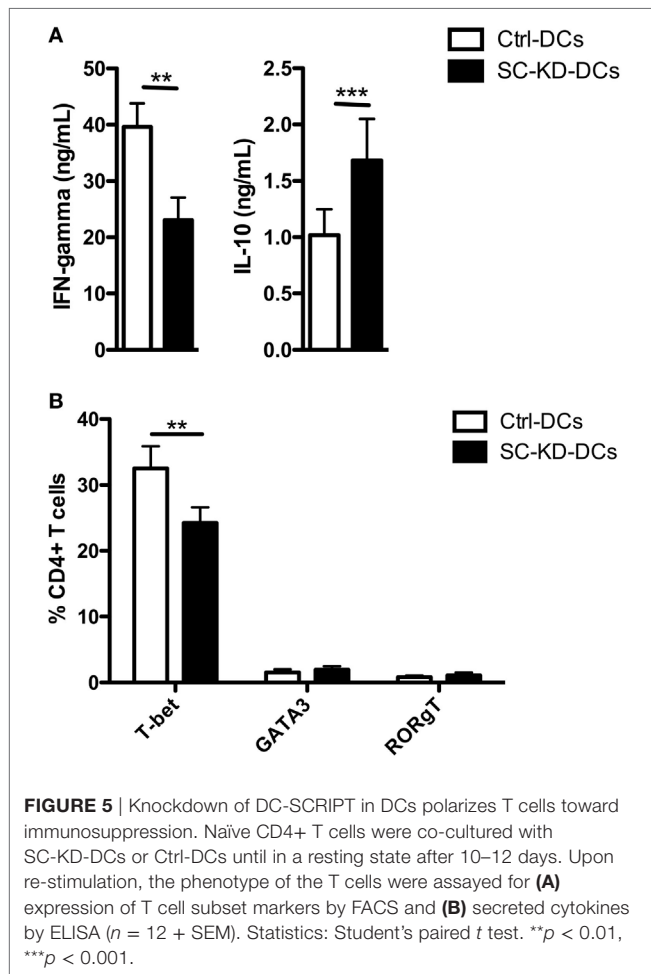 A
Ctrl-DCs
SC-KD-DCs
IFN-gamma (ng/mL)
50
40
30
20
10
0
**
IL-10 (ng/mL)
2.5
2.0
1.5
1.0
0.5
0.0
***
B
Ctrl-DCs
SC-KD-DCs
% CD4+ T cells
40
30
20
10
0
**
T-bet
GATA3
RORgT
FIGURE 5 | Knockdown of DC-SCRIPT in DCs polarizes T cells toward
immunosuppression. Naïve CD4+ T cells were co-cultured with
SC-KD-DCs or Ctrl-DCs until in a resting state after 10–12 days. Upon
re-stimulation, the phenotype of the T cells were assayed for (A)
expression of T cell subset markers by FACS and (B) secreted cytokines
by ELISA (n = 12 + SEM). Statistics: Student's paired t test. **p < 0.01,
***p < 0.001.